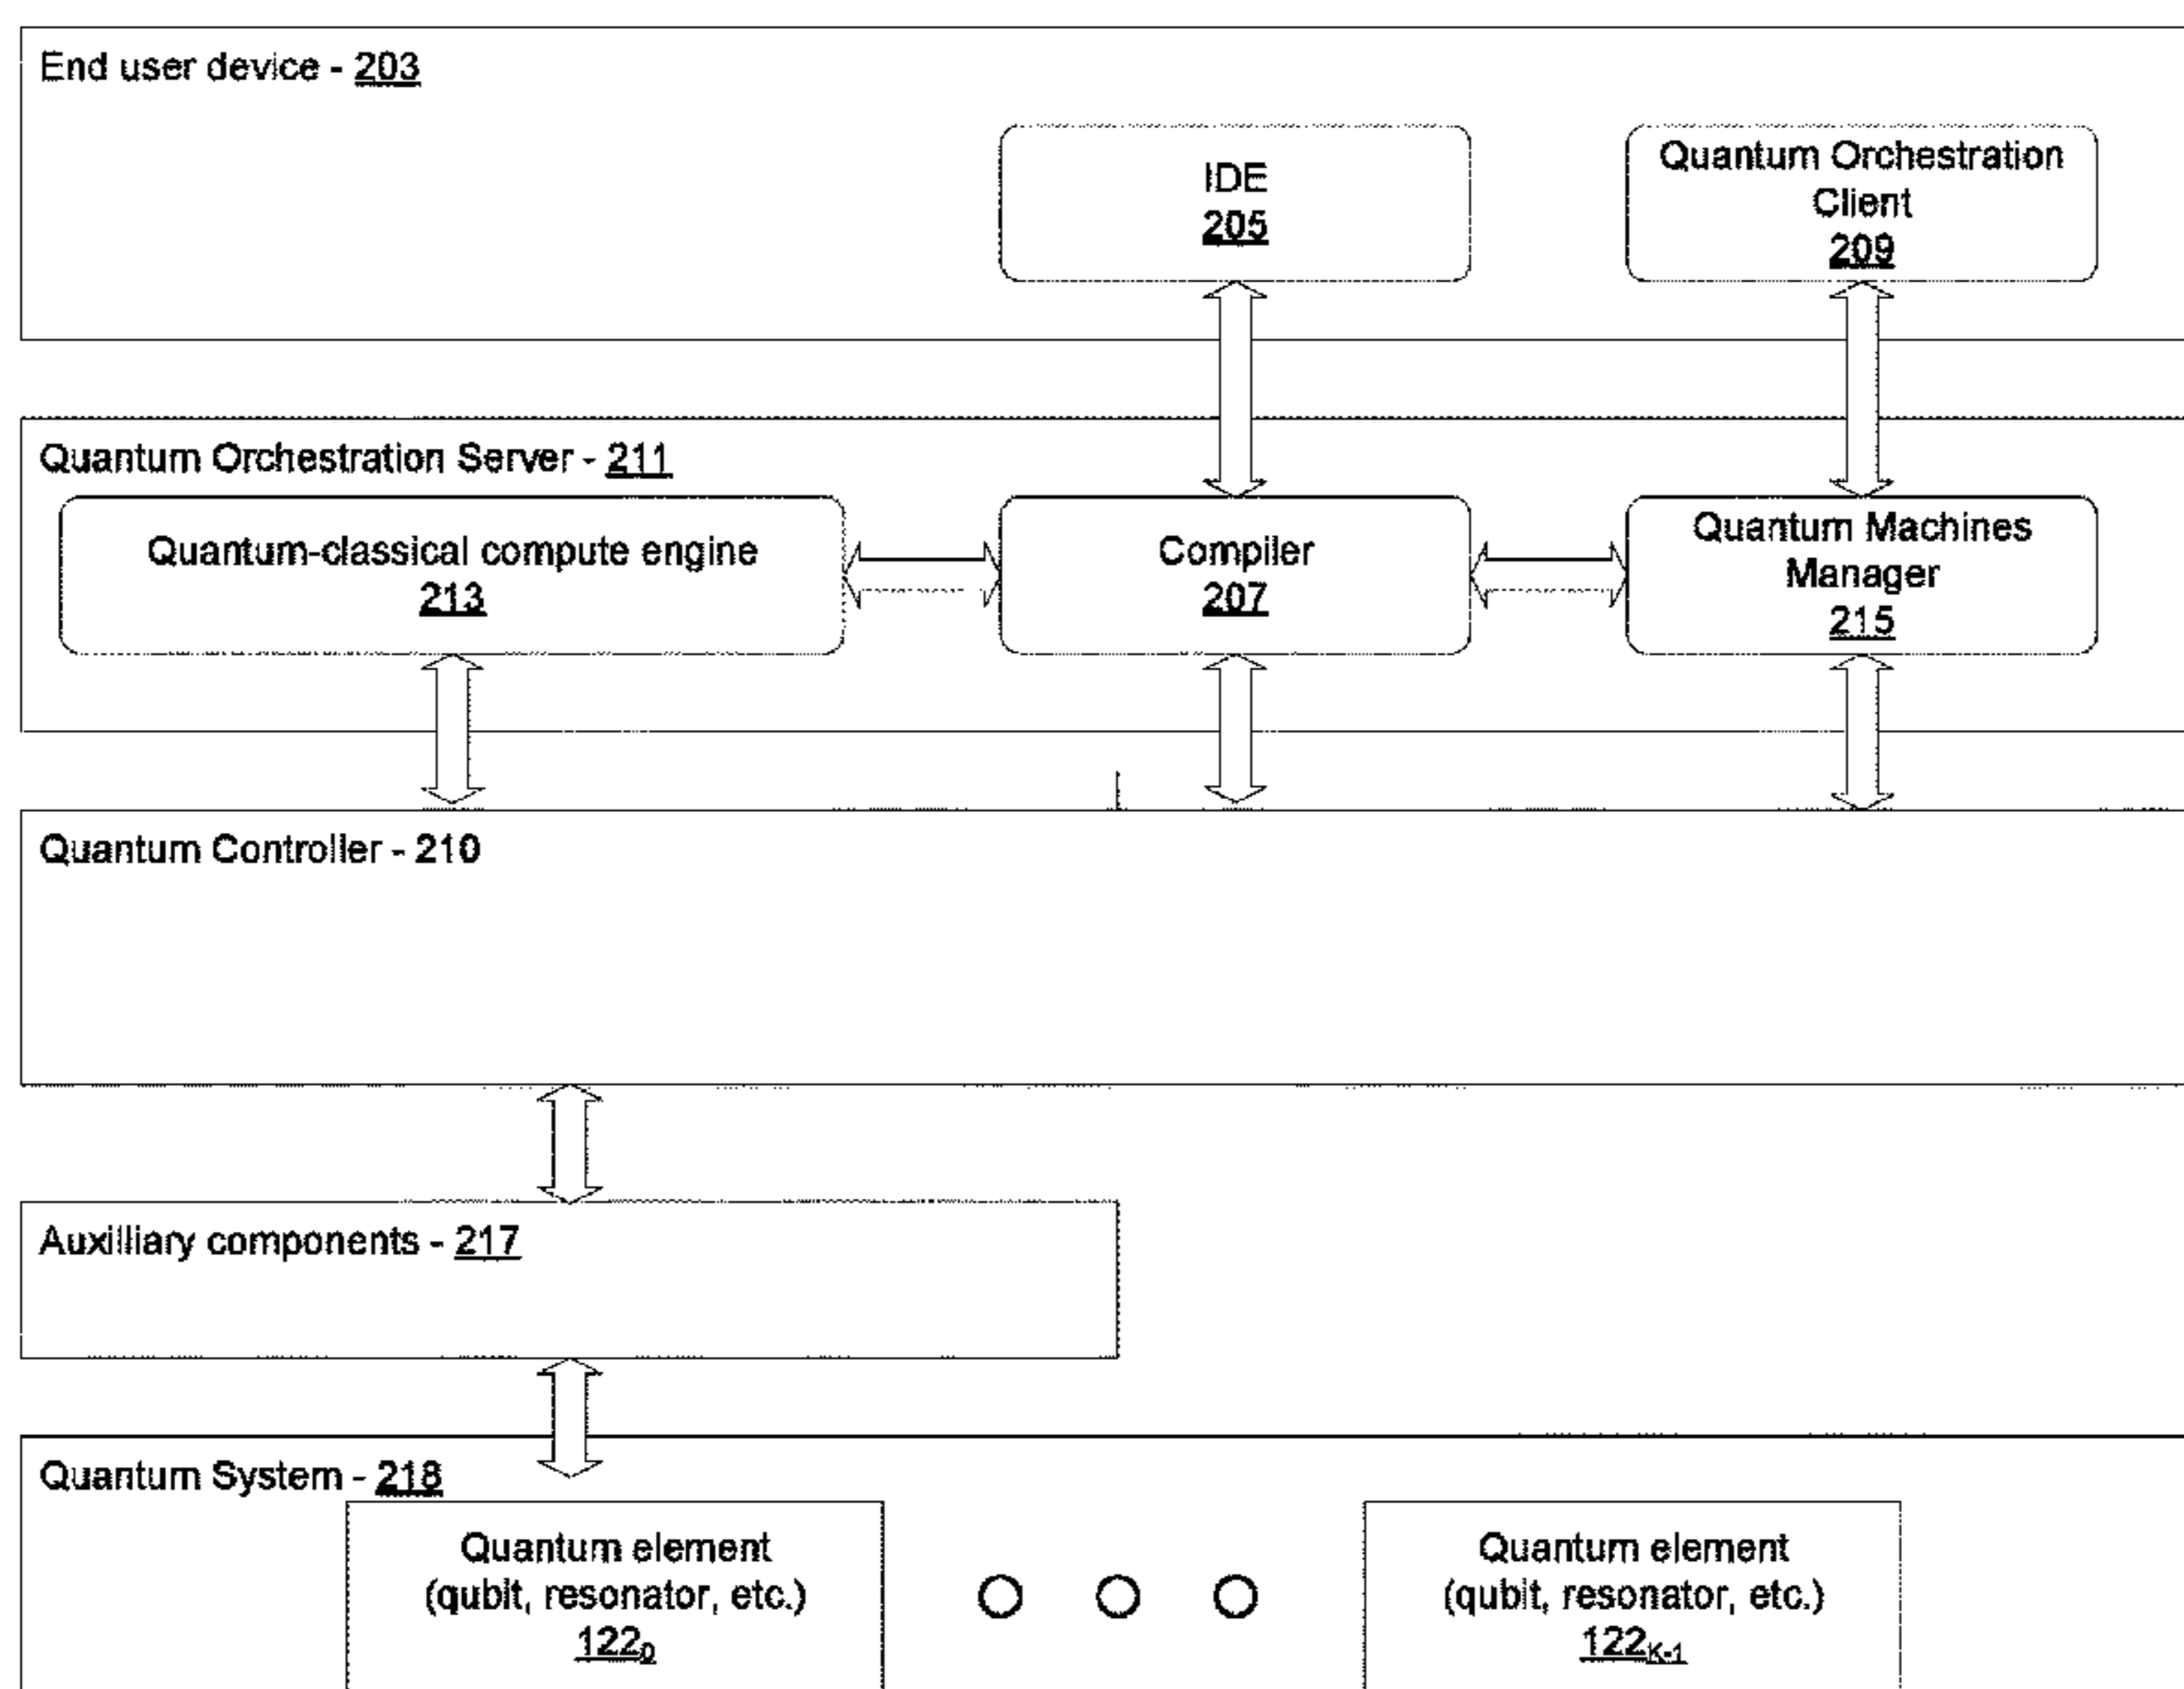 End user device - 203
IDE
205
Quantum Orchestration
Client
209
Quantum Orchestration Server - 211
Quantum-classical compute engine
213
Compiler
207
Quantum Machines
Manager
215
Quantum Controller - 210
Auxilliary components - 217
Quantum System - 218
Quantum element
(qubit, resonator, etc.)
122₀
Quantum element
(qubit, resonator, etc.)
122K-1